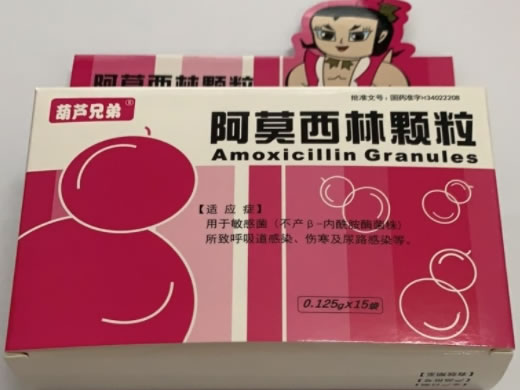 阿莫西林颗粒
批准文号：国药准字H34022208
葫芦兄弟®
阿莫西林颗粒
Amoxicillin Granules
【适应症】
用于敏感菌（不产β-内酰胺酶菌株）
所致呼吸道感染、伤寒及尿路感染等。
0.125g×15袋